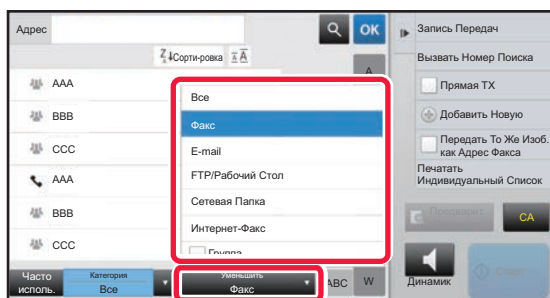 Адрес
OK
Сорти-ровка
A
AAA
BBB
CCC
AAA
BBB
CCC
Все
Факс
E-mail
FTP/Рабочий Стол
Сетевая Папка
Интернет-Факс
Группа
Часто исполь.
Категория
Все
Уменьшить
Факс
ABC
W
Запись Передач
Вызвать Номер Поиска
Прямая TX
Добавить Новую
Передать То Же Изоб.
как Адрес Факса
Печатать
Индивидуальный Список
Предварит.
CA
Динамик
Старт